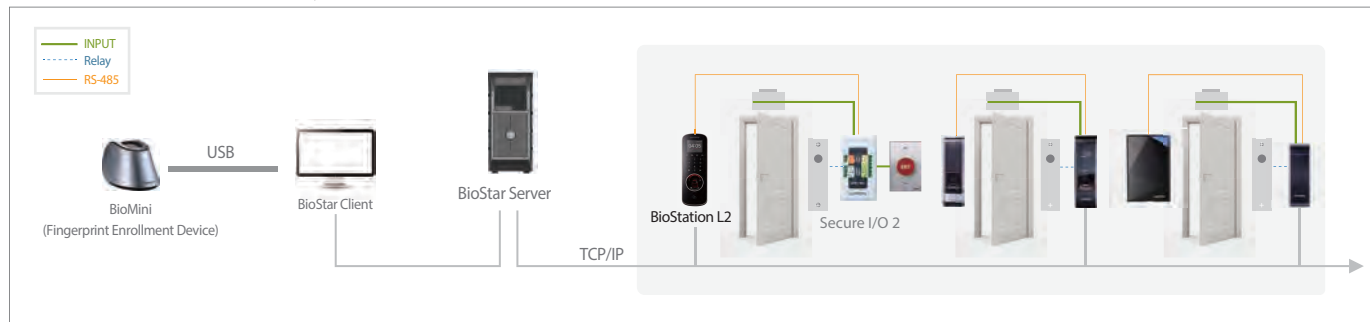 INPUT
Relay
RS-485
USB
BioMini
(Fingerprint Enrollment Device)
BioStar Client
BioStar Server
TCP/IP
BioStation L2
Secure I/O 2
EXIT